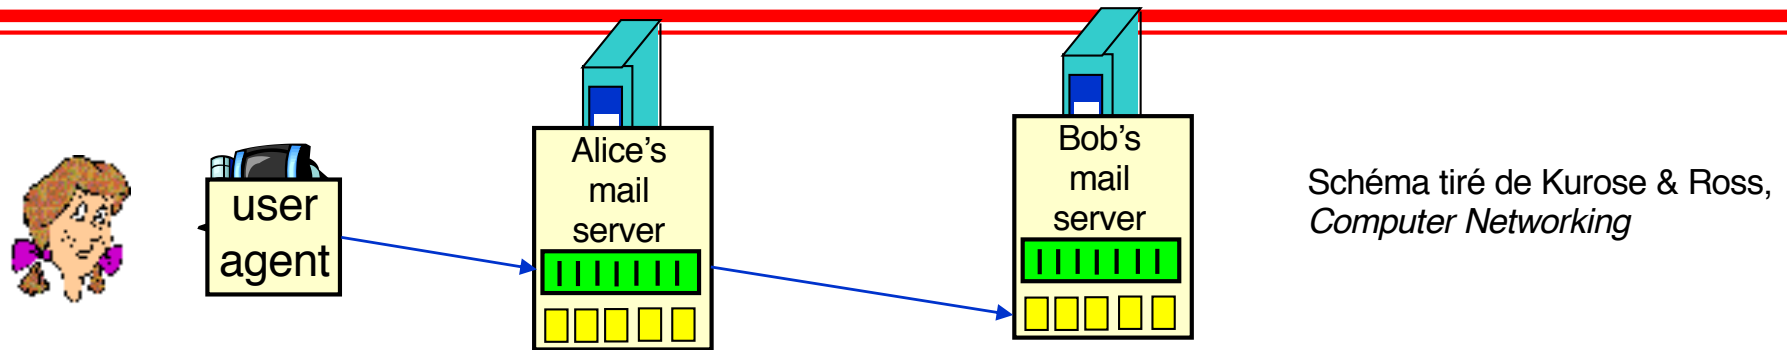 user
agent
Alice's
mail
server
Bob's
mail
server
Schéma tiré de Kurose & Ross,
Computer Networking